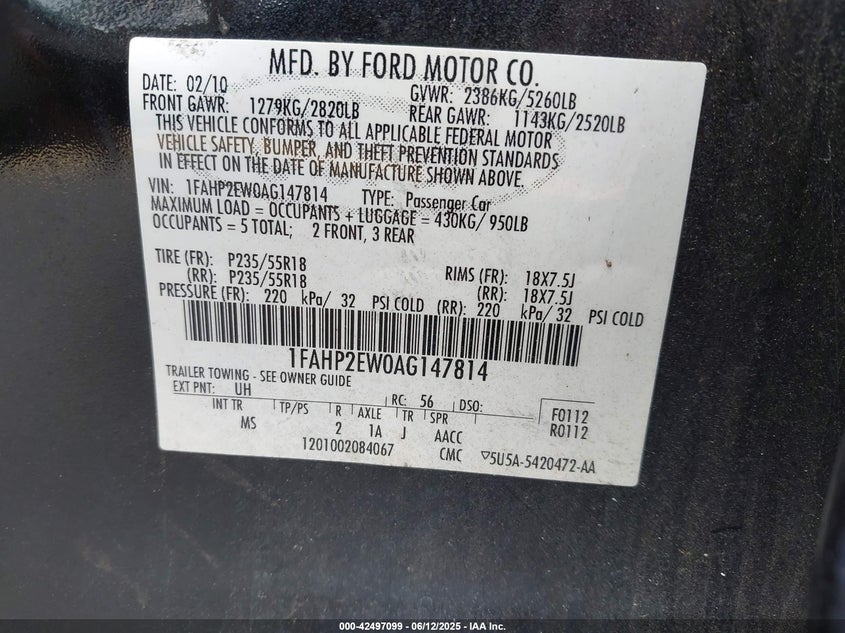 MFD. BY FORD MOTOR CO.
DATE: 02/10 GVWR: 2386KG/5260LB
FRONT GAWR: 1279KG/2820LB REAR GAWR: 1143KG/2520LB
THIS VEHICLE CONFORMS TO ALL APPLICABLE FEDERAL MOTOR
VEHICLE SAFETY, BUMPER, AND THEFT PREVENTION STANDARDS
IN EFFECT ON THE DATE OF MANUFACTURE SHOWN ABOVE.
VIN: 1FAHP2EW0AG147814 TYPE: Passenger Car
MAXIMUM LOAD = OCCUPANTS + LUGGAGE = 430KG/ 950LB
OCCUPANTS = 5 TOTAL; 2 FRONT, 3 REAR
TIRE (FR): P235/55R18 RIMS (FR): 18X7.5J
(RR): P235/55R18 (RR): 18X7.5J
PRESSURE (FR): 220 kPa/ 32 PSI COLD (RR): 220 kPa/ 32 PSI COLD
1FAHP2EW0AG147814
TRAILER TOWING - SEE OWNER GUIDE
EXT PNT: UH RC: 56 DSO: F0112
INT TR TP/PS R AXLE TR SPR R0112
MS 2 1A J AACC
1201002084067 CMC ▽5U5A-5420472-AA
000-42497099 - 06/12/2025 - IAA Inc.